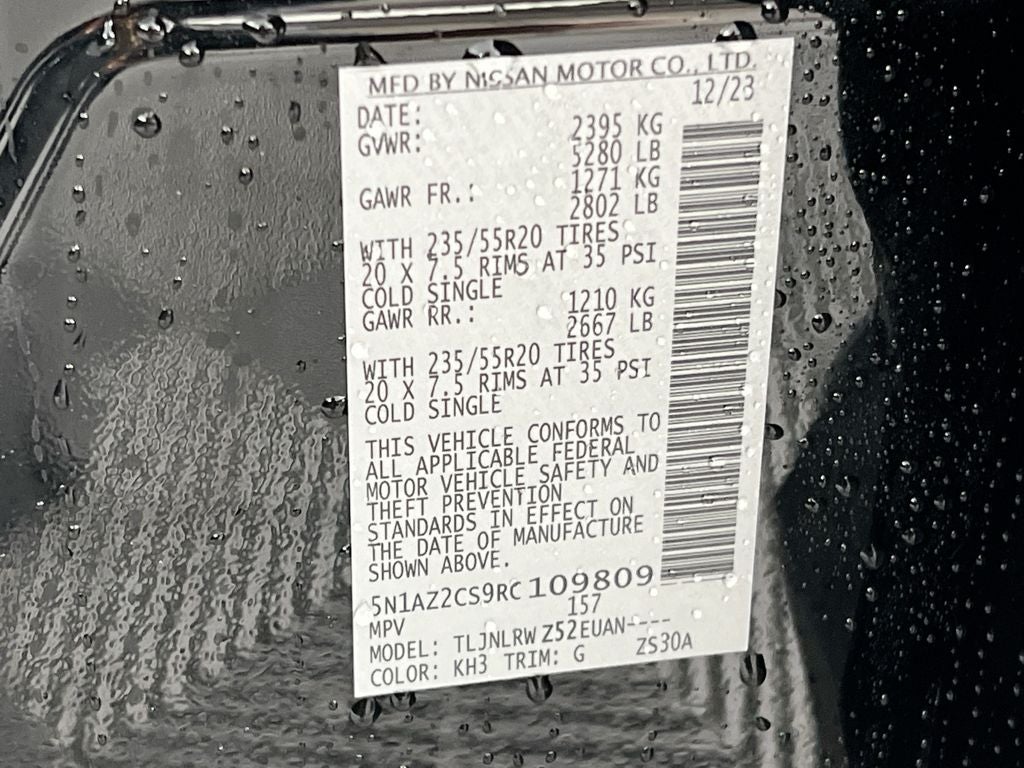 MFD BY NISSAN MOTOR CO., LTD.
DATE: 12/23
GVWR: 2395 KG
5280 LB
GAWR FR.: 1271 KG
2802 LB
WITH 235/55R20 TIRES
20 X 7.5 RIMS AT 35 PSI
COLD SINGLE
GAWR RR.: 1210 KG
2667 LB
WITH 235/55R20 TIRES
20 X 7.5 RIMS AT 35 PSI
COLD SINGLE
THIS VEHICLE CONFORMS TO
ALL APPLICABLE FEDERAL
MOTOR VEHICLE SAFETY AND
THEFT PREVENTION
STANDARDS IN EFFECT ON
THE DATE OF MANUFACTURE
SHOWN ABOVE.
5N1AZ2CS9RC109809
MPV 157
MODEL: TLJNLRWZ52EUAN----
COLOR: KH3 TRIM: G ZS30A